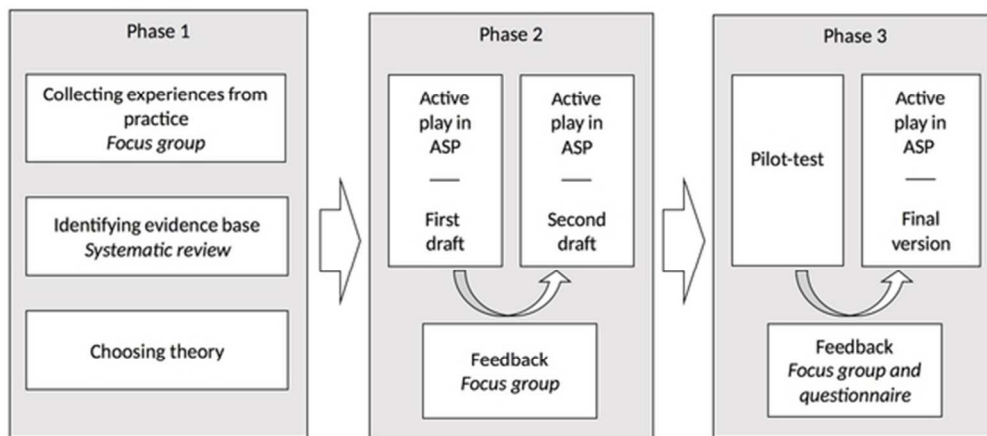 Phase 1
Collecting experiences from
practice
Focus group
Identifying evidence base
Systematic review
Choosing theory
Phase 2
Active
play in
ASP
—
First
draft
Active
play in
ASP
—
Second
draft
Feedback
Focus group
Phase 3
Pilot-test
Active
play in
ASP
—
Final
version
Feedback
Focus group and
questionnaire